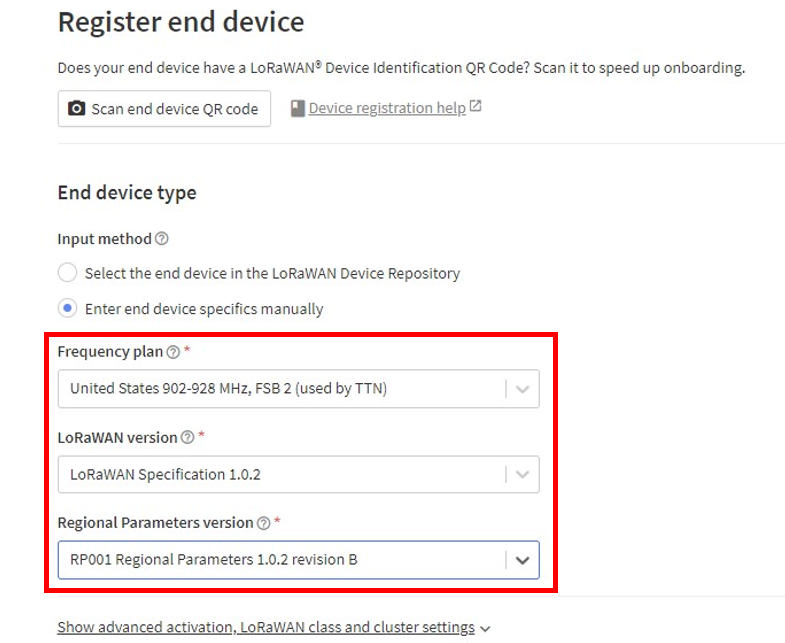 Register end device
Does your end device have a LoRaWAN® Device Identification QR Code? Scan it to speed up onboarding.
Scan end device QR code
Device registration help
End device type
Input method
Select the end device in the LoRaWAN Device Repository
Enter end device specifics manually
Frequency plan *
United States 902-928 MHz, FSB 2 (used by TTN)
LoRaWAN version *
LoRaWAN Specification 1.0.2
Regional Parameters version *
RP001 Regional Parameters 1.0.2 revision B
Show advanced activation, LoRaWAN class and cluster settings